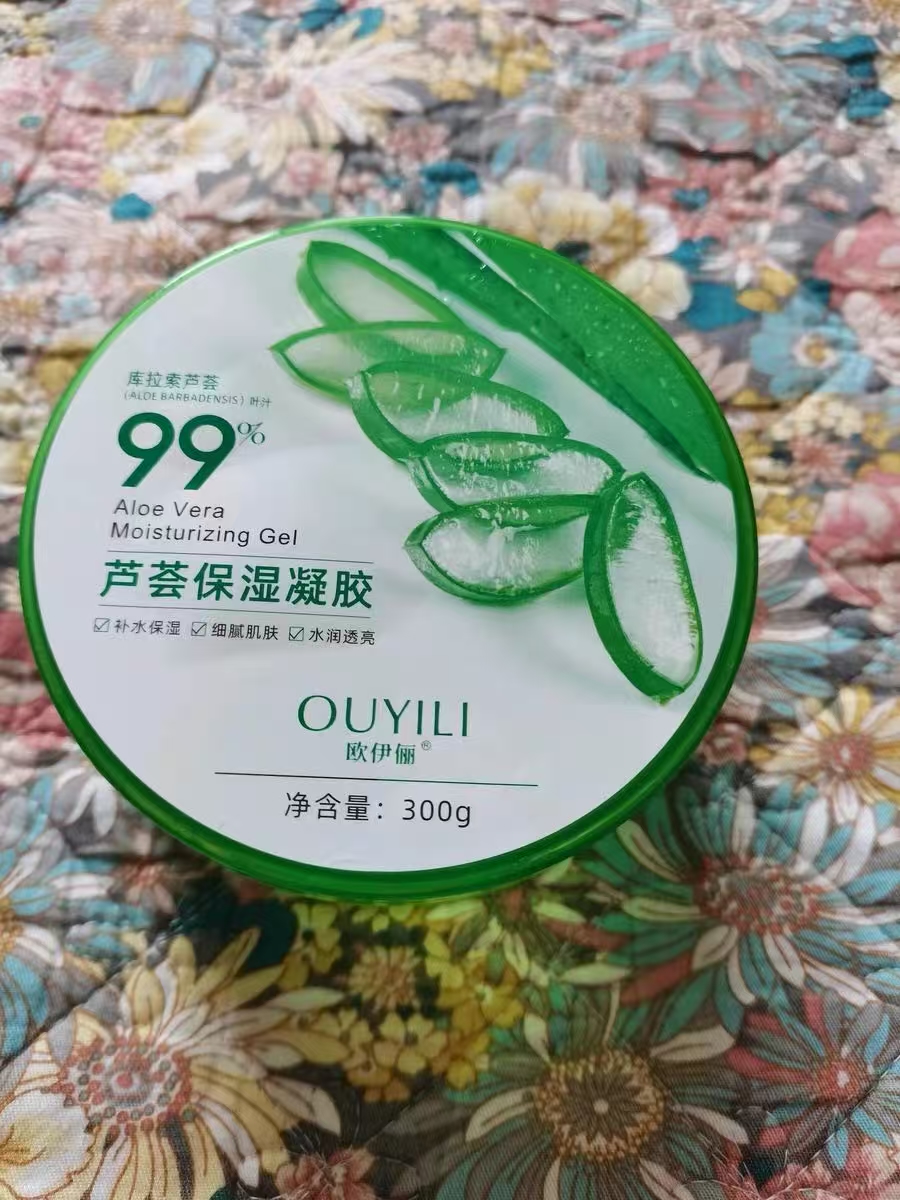 库拉索芦荟
(ALOE BARBADENSIS) 叶汁
99%
Aloe Vera
Moisturizing Gel
芦荟保湿凝胶
☑补水保湿 ☑细腻肌肤 ☑水润透亮
OUYILI
欧伊俪®
净含量：300g